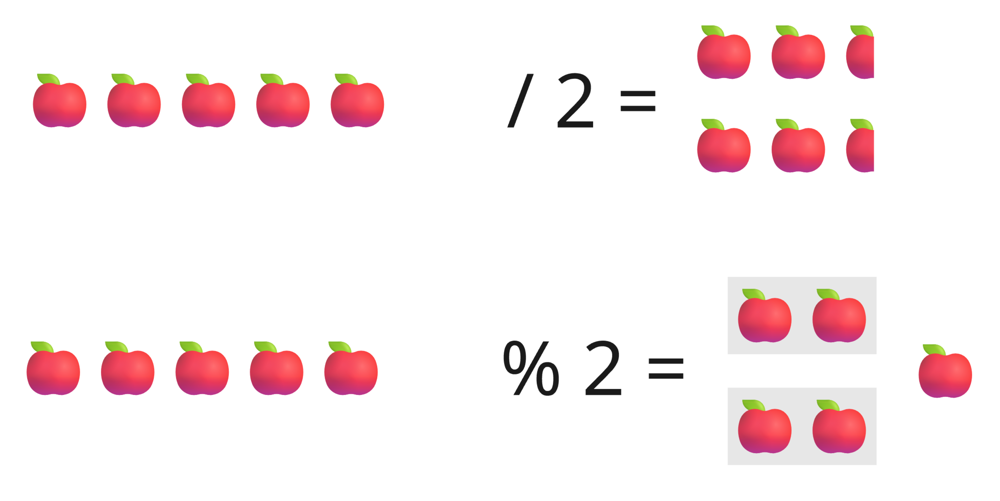 / 2 =
% 2 =